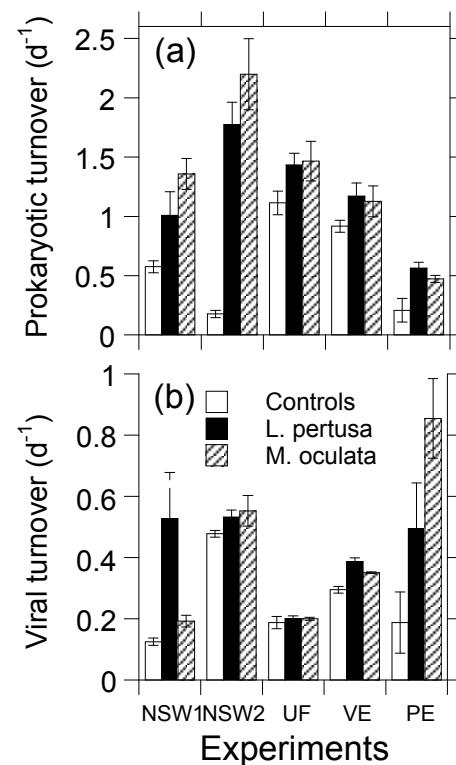 (a)
Prokaryotic turnover (d⁻¹)
2.5
2
1.5
1
0.5
0
(b)
Viral turnover (d⁻¹)
1
0.8
0.6
0.4
0.2
0
Controls
L. pertusa
M. oculata
NSW1 NSW2 UF VE PE
Experiments